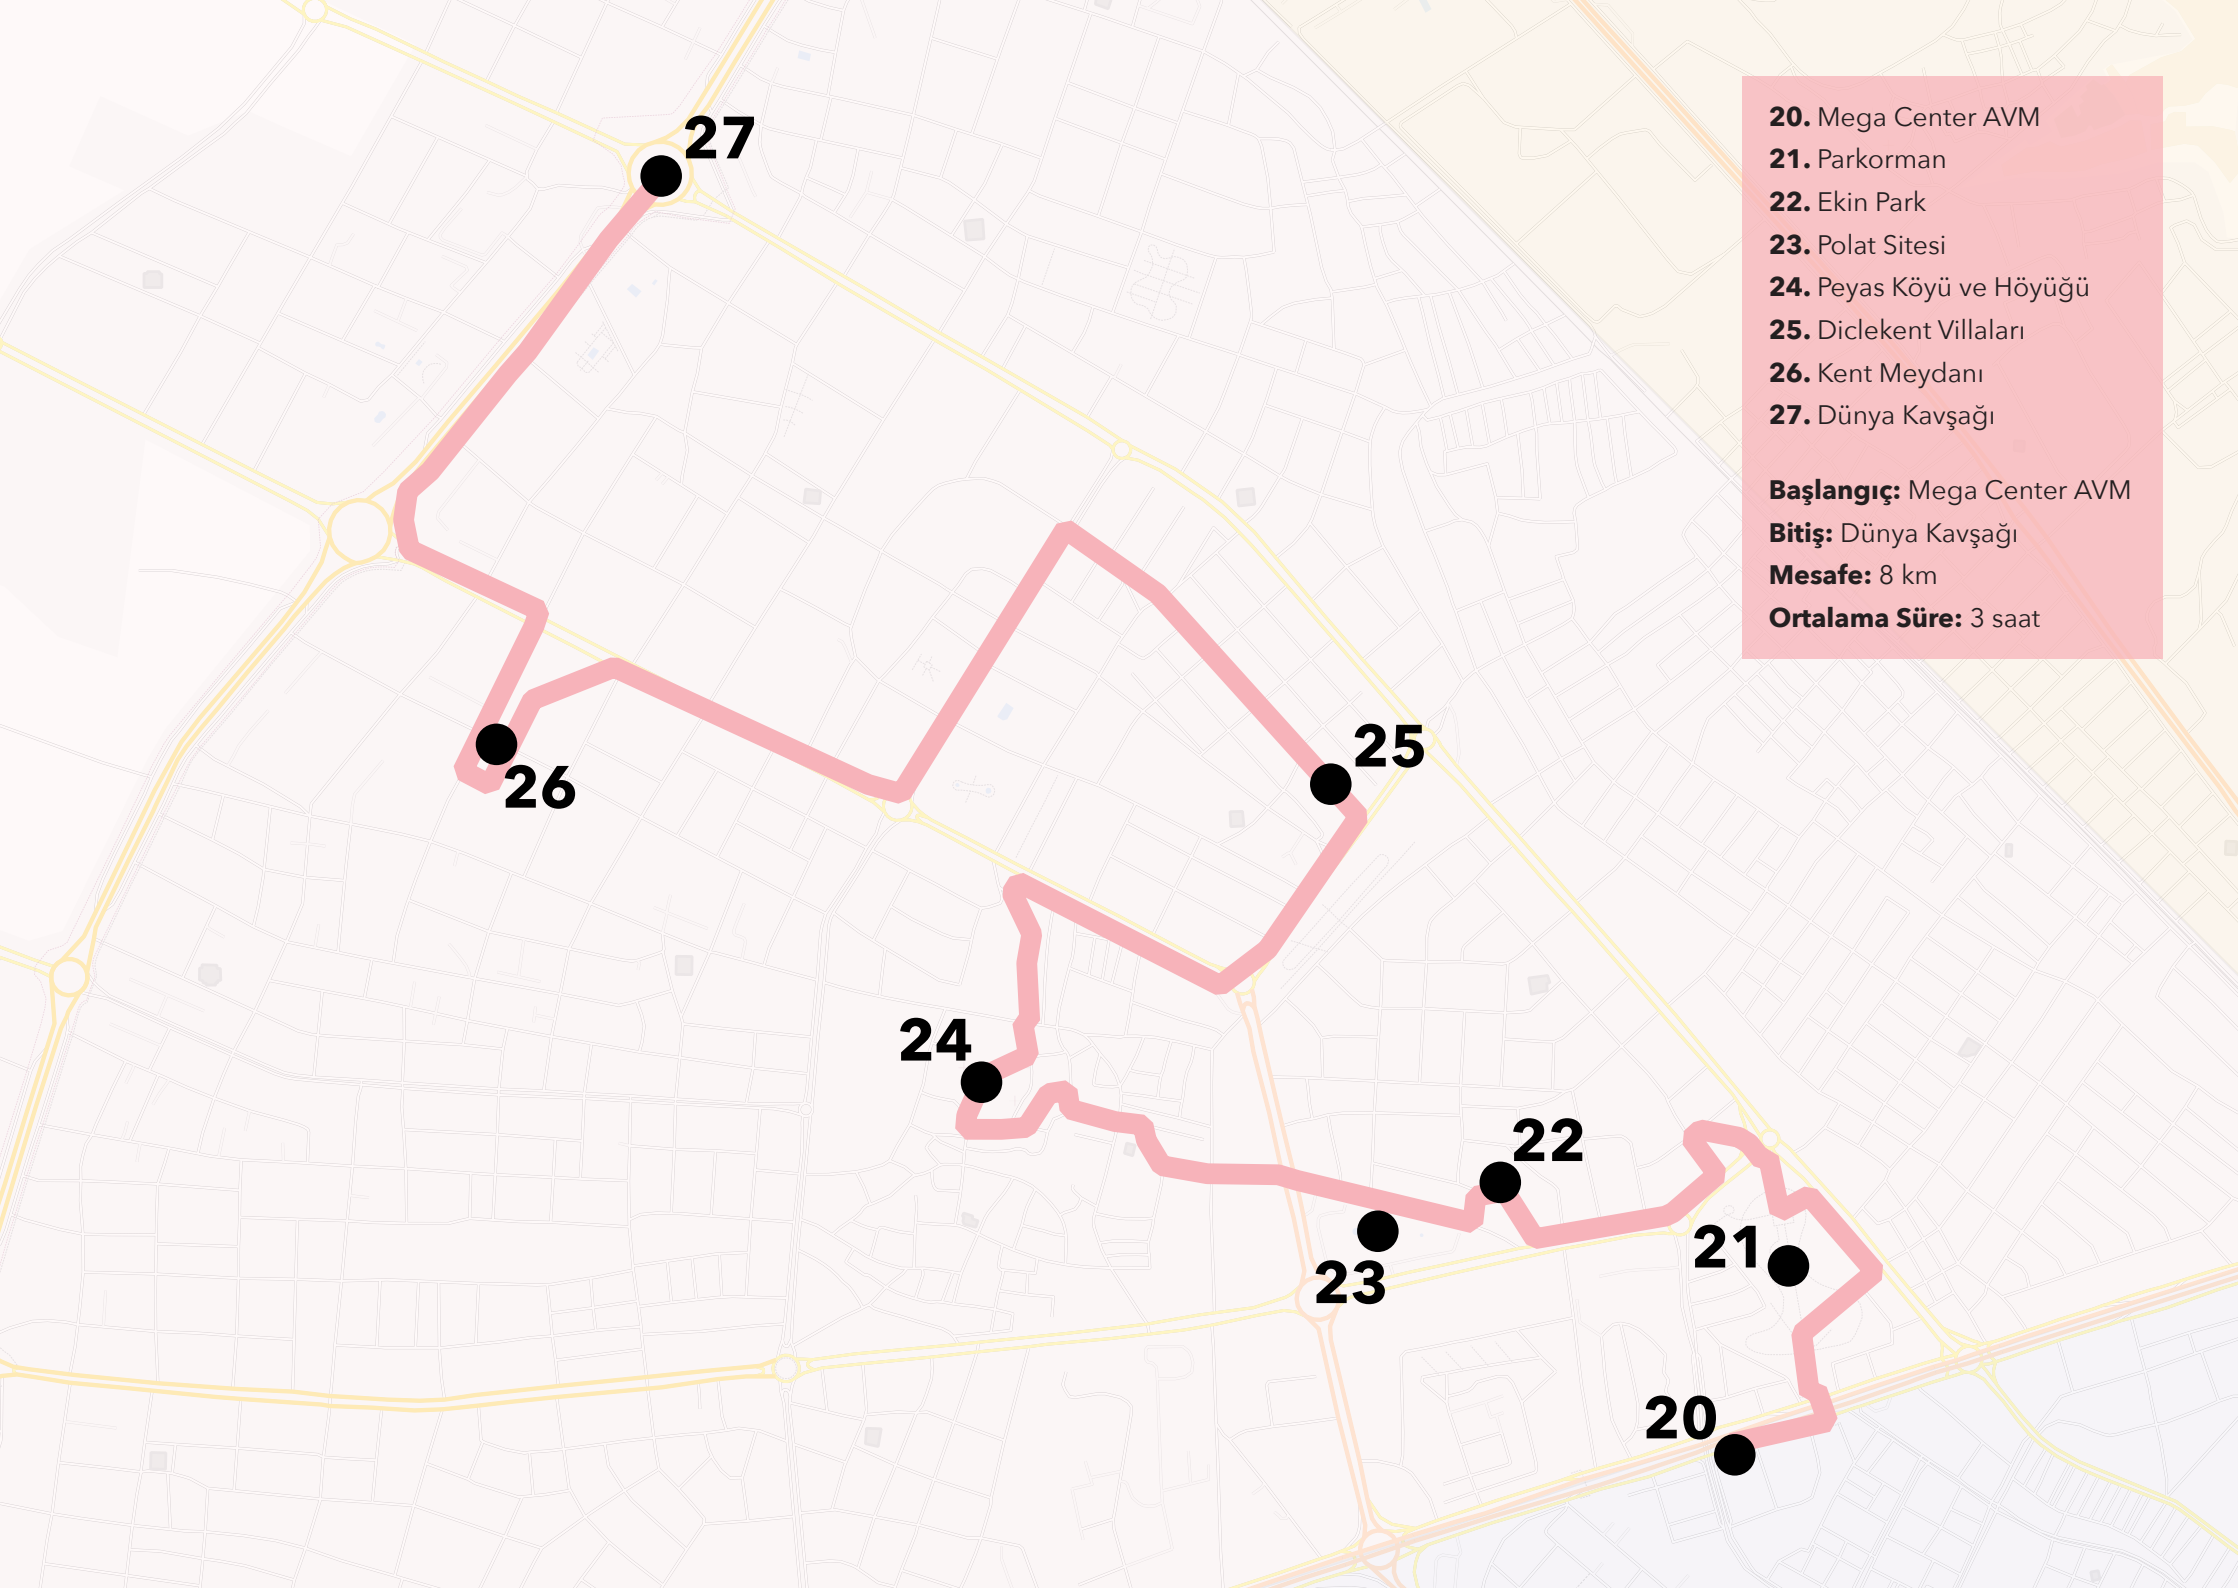 27
20. Mega Center AVM
21. Parkorman
22. Ekin Park
23. Polat Sitesi
24. Peyas Köyü ve Höyüğü
25. Diclekent Villaları
26. Kent Meydanı
27. Dünya Kavşağı
Başlangıç: Mega Center AVM
Bitiş: Dünya Kavşağı
Mesafe: 8 km
Ortalama Süre: 3 saat
25
26
24
22
21
23
20